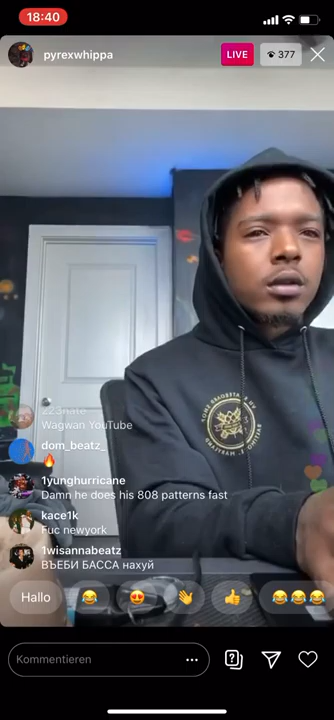 18:40
pyrexwhippa
LIVE
377
223nate
Wagwan YouTube
dom_beatz_
🔥
1yunghurricane
Damn he does his 808 patterns fast
kace1k
Fuc newyork
1wisannabeatz
ВЪЕБИ БАССА нахуй
Hallo
😂
😍
👋
👍
😂😂😂
Kommentieren